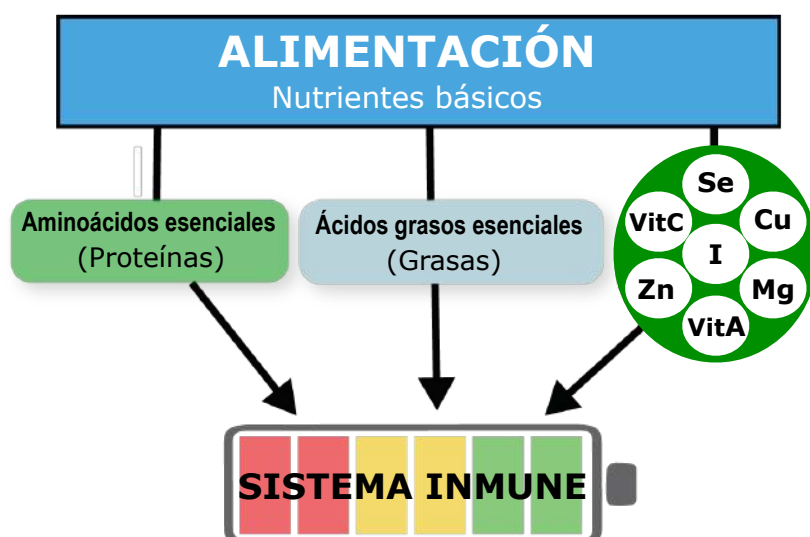 ALIMENTACIÓN
Nutrientes básicos
Aminoácidos esenciales
(Proteínas)
Ácidos grasos esenciales
(Grasas)
Se
VitC
Cu
I
Zn
Mg
VitA
SISTEMA INMUNE